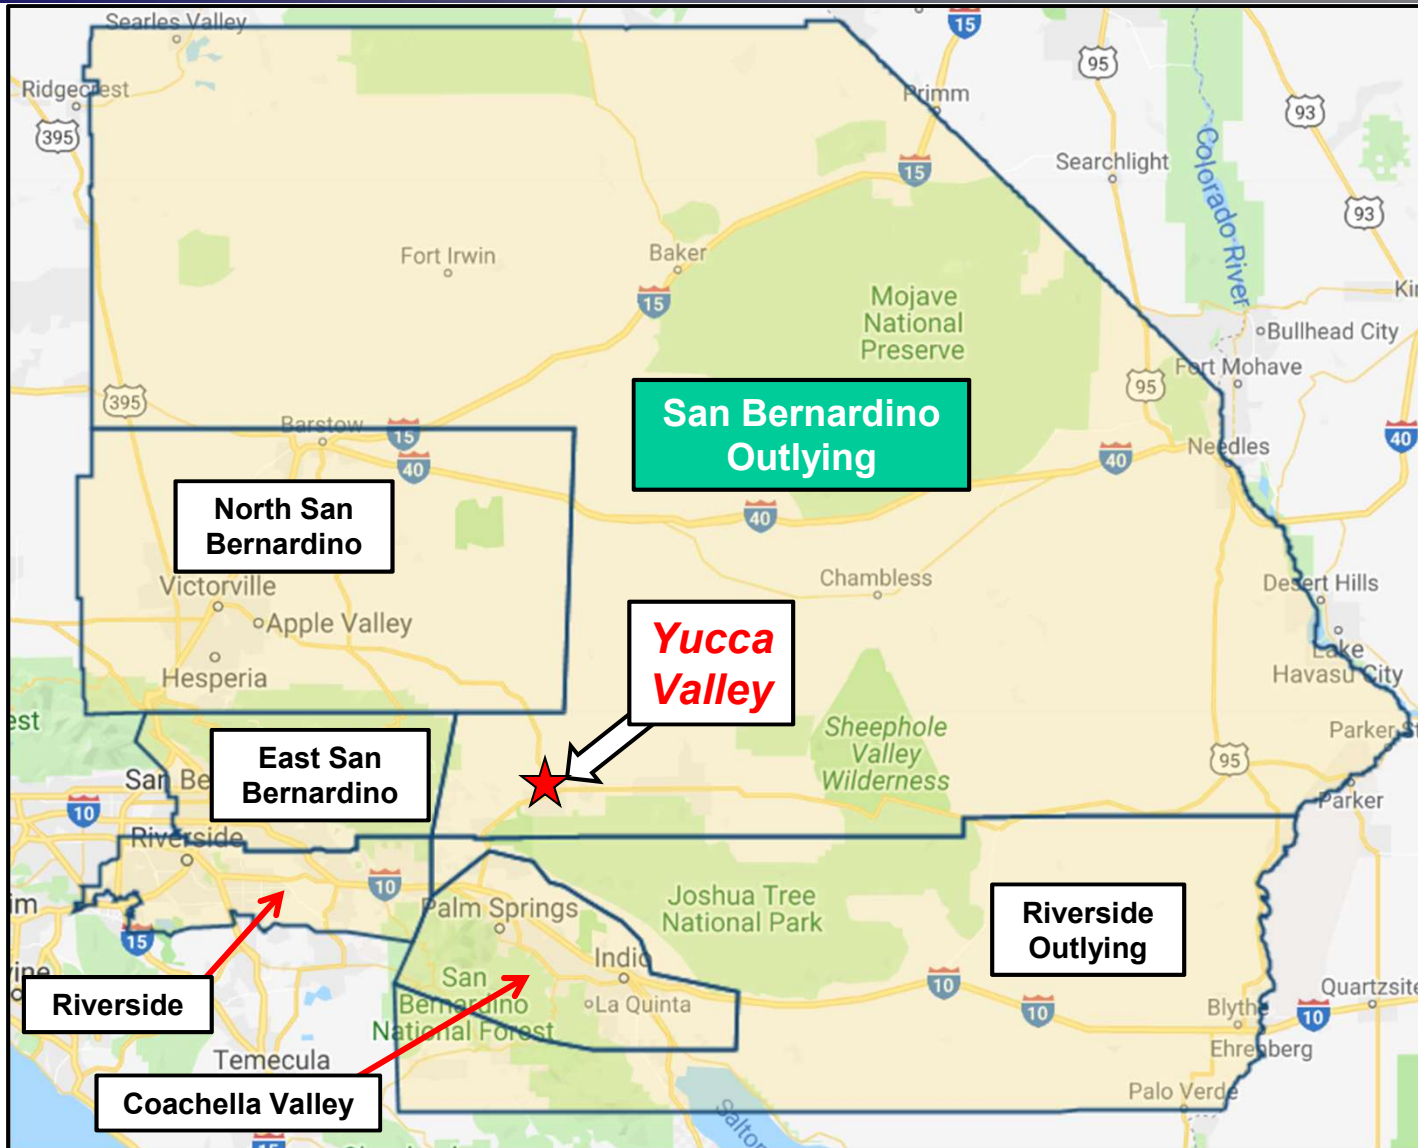 Searles Valley
15
95
Ridgecrest
Primm
93
395
Searchlight
15
Colorado River
93
Fort Irwin
Baker
15
Mojave
National
Preserve
Bullhead City
Fort Mohave
95
395
San Bernardino
Outlying
Barstow
15
40
40
Needles
40
North San
Bernardino
40
Victorville
Chambless
Desert Hills
Apple Valley
Yucca
Valley
Hesperia
Lake
Havasu City
Sheephole
Valley
Wilderness
Parker
East San
Bernardino
95
San Be
10
Parker
Riverside
10
Joshua Tree
National Park
Riverside
Outlying
Palm Springs
15
Indio
San
Bernardino
National Forest
La Quinta
10
10
Riverside
Quartzsite
Blythe
10
Ehrenberg
Temecula
Coachella Valley
Palo Verde
15